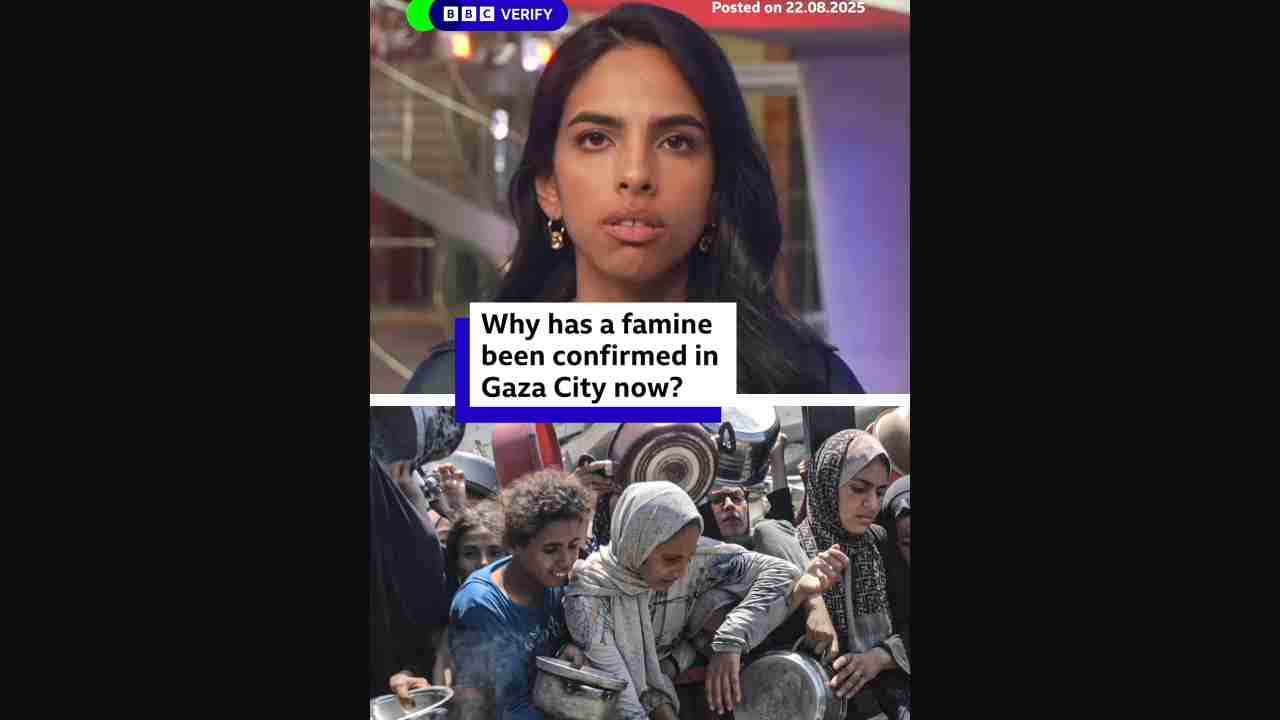 BBC VERIFY
Posted on 22.08.2025
Why has a famine
been confirmed in
Gaza City now?